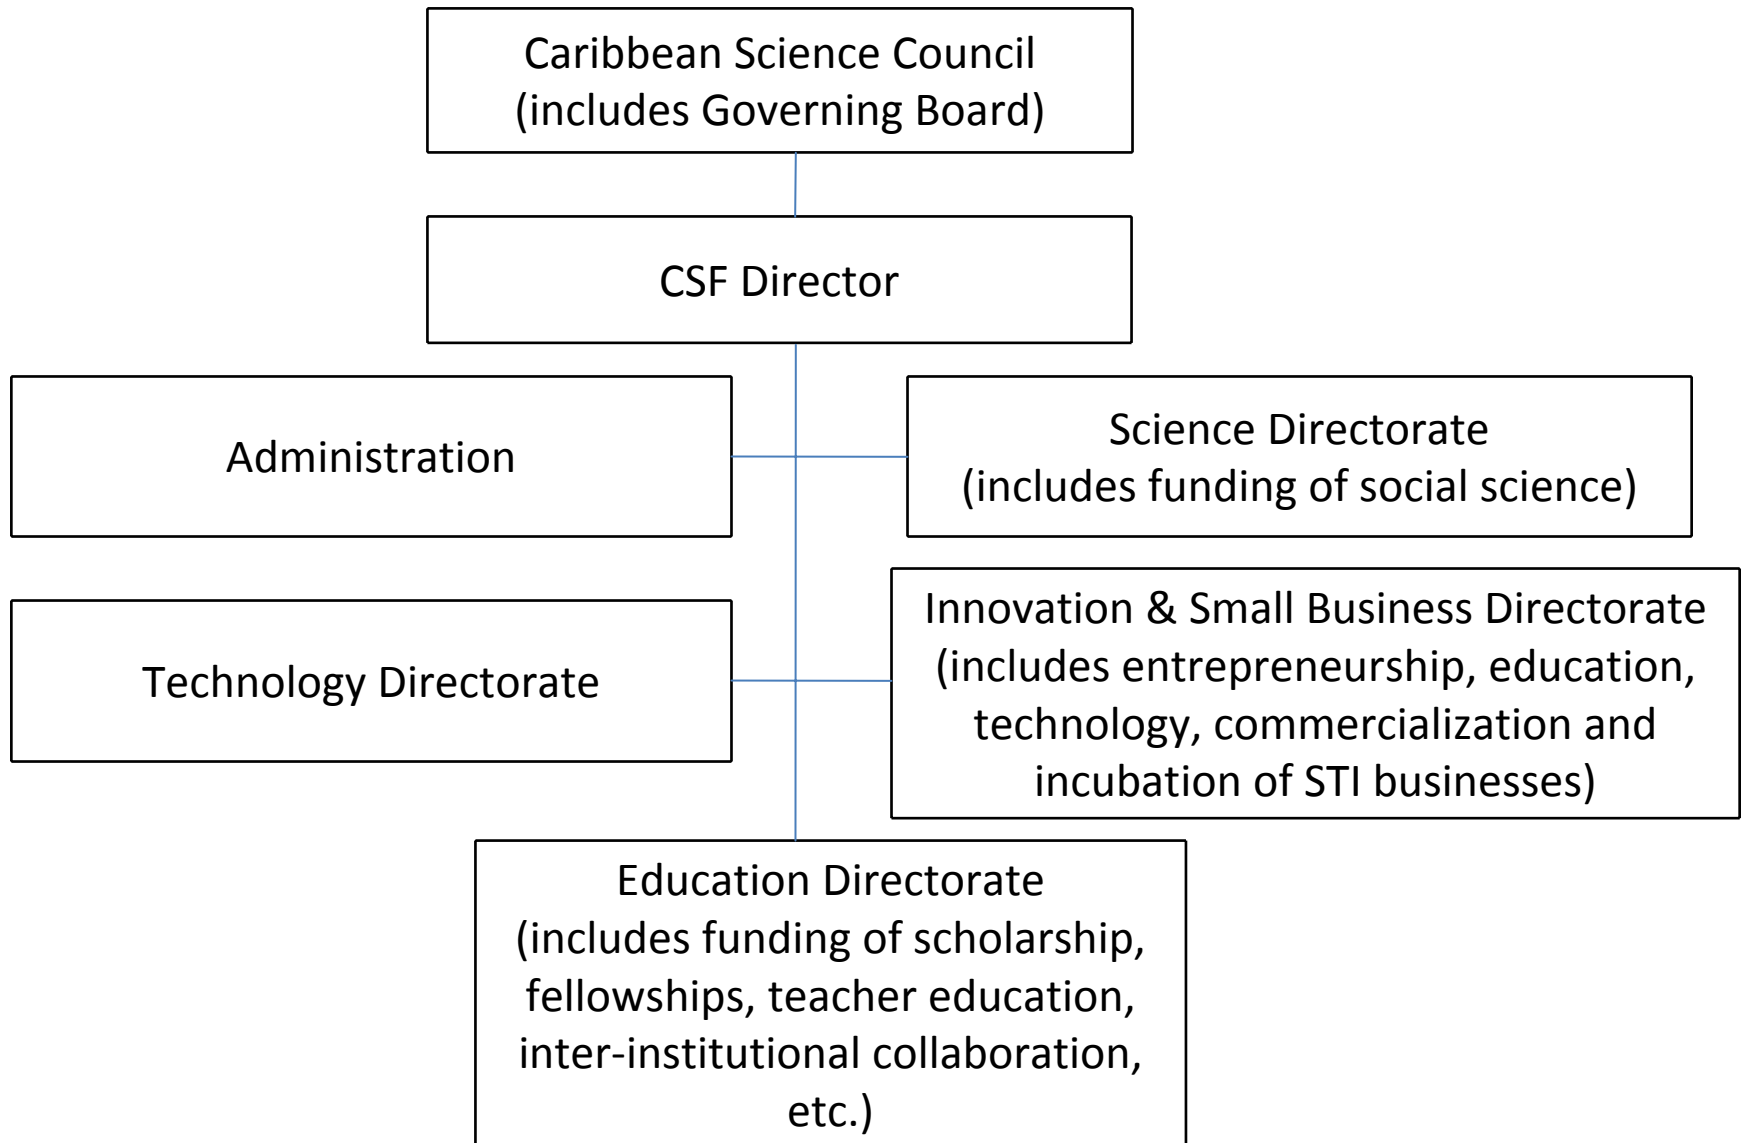 Caribbean Science Council
(includes Governing Board)
CSF Director
Administration
Science Directorate
(includes funding of social science)
Technology Directorate
Innovation & Small Business Directorate
(includes entrepreneurship, education,
technology, commercialization and
incubation of STI businesses)
Education Directorate
(includes funding of scholarship,
fellowships, teacher education,
inter-institutional collaboration,
etc.)